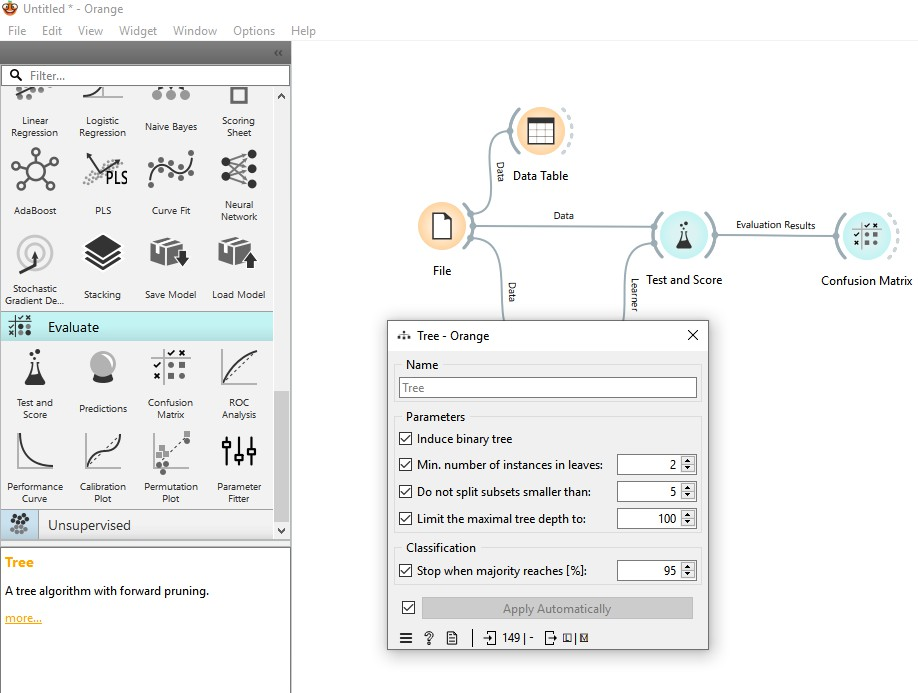 Untitled * - Orange
File Edit View Widget Window Options Help
Filter...
Linear Regression
Logistic Regression
Naive Bayes
Scoring Sheet
AdaBoost
PLS
PLS
Curve Fit
Neural Network
Stochastic Gradient De...
Stacking
Save Model
Load Model
Evaluate
Test and Score
Predictions
Confusion Matrix
ROC Analysis
Performance Curve
Calibration Plot
Permutation Plot
Parameter Fitter
Unsupervised
Tree
A tree algorithm with forward pruning.
more...
Data Table
Data
Data
File
Data
Learner
Test and Score
Evaluation Results
Confusion Matrix
Tree - Orange
Name
Tree
Parameters
Induce binary tree
Min. number of instances in leaves: 2
Do not split subsets smaller than: 5
Limit the maximal tree depth to: 100
Classification
Stop when majority reaches [%]: 95
Apply Automatically
? 149 | - L | M